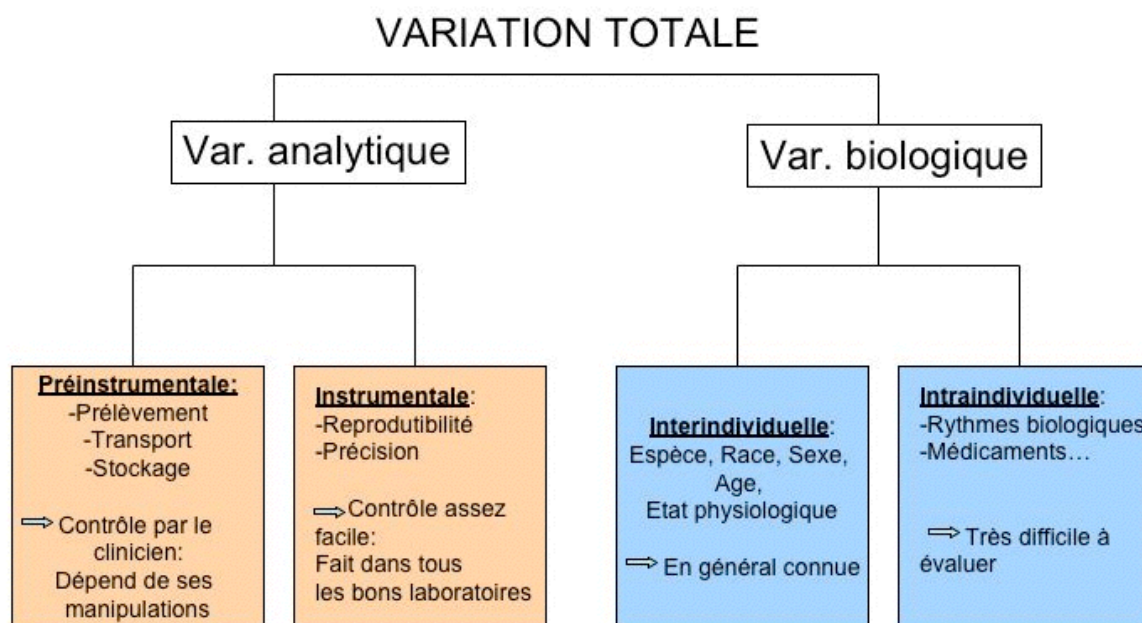 VARIATION TOTALE
Var. analytique
Var. biologique
Préinstrumentale:
-Prélèvement
-Transport
-Stockage
Contrôle par le
clinicien:
Dépend de ses
manipulations
Instrumentale:
-Reprodutibilité
-Précision
Contrôle assez
facile:
Fait dans tous
les bons laboratoires
Interindividuelle:
Espèce, Race, Sexe,
Age,
Etat physiologique
En général connue
Intraindividuelle:
-Rythmes biologiques
-Médicaments…
Très difficile à
évaluer